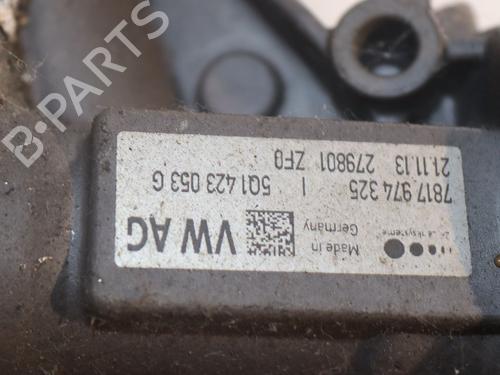 B-PARTS
VW AG
Made in
Germany
5Q1 423 053 G
7817 974 325 I
279801 ZF0
21.11.13